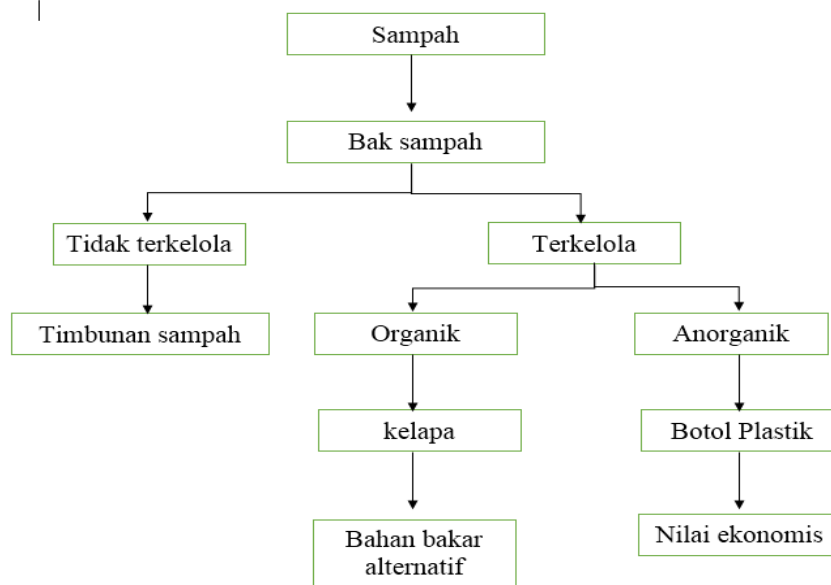 Sampah
Bak sampah
Tidak terkelola
Terkelola
Timbunan sampah
Organik
Anorganik
kelapa
Botol Plastik
Bahan bakar
alternatif
Nilai ekonomis